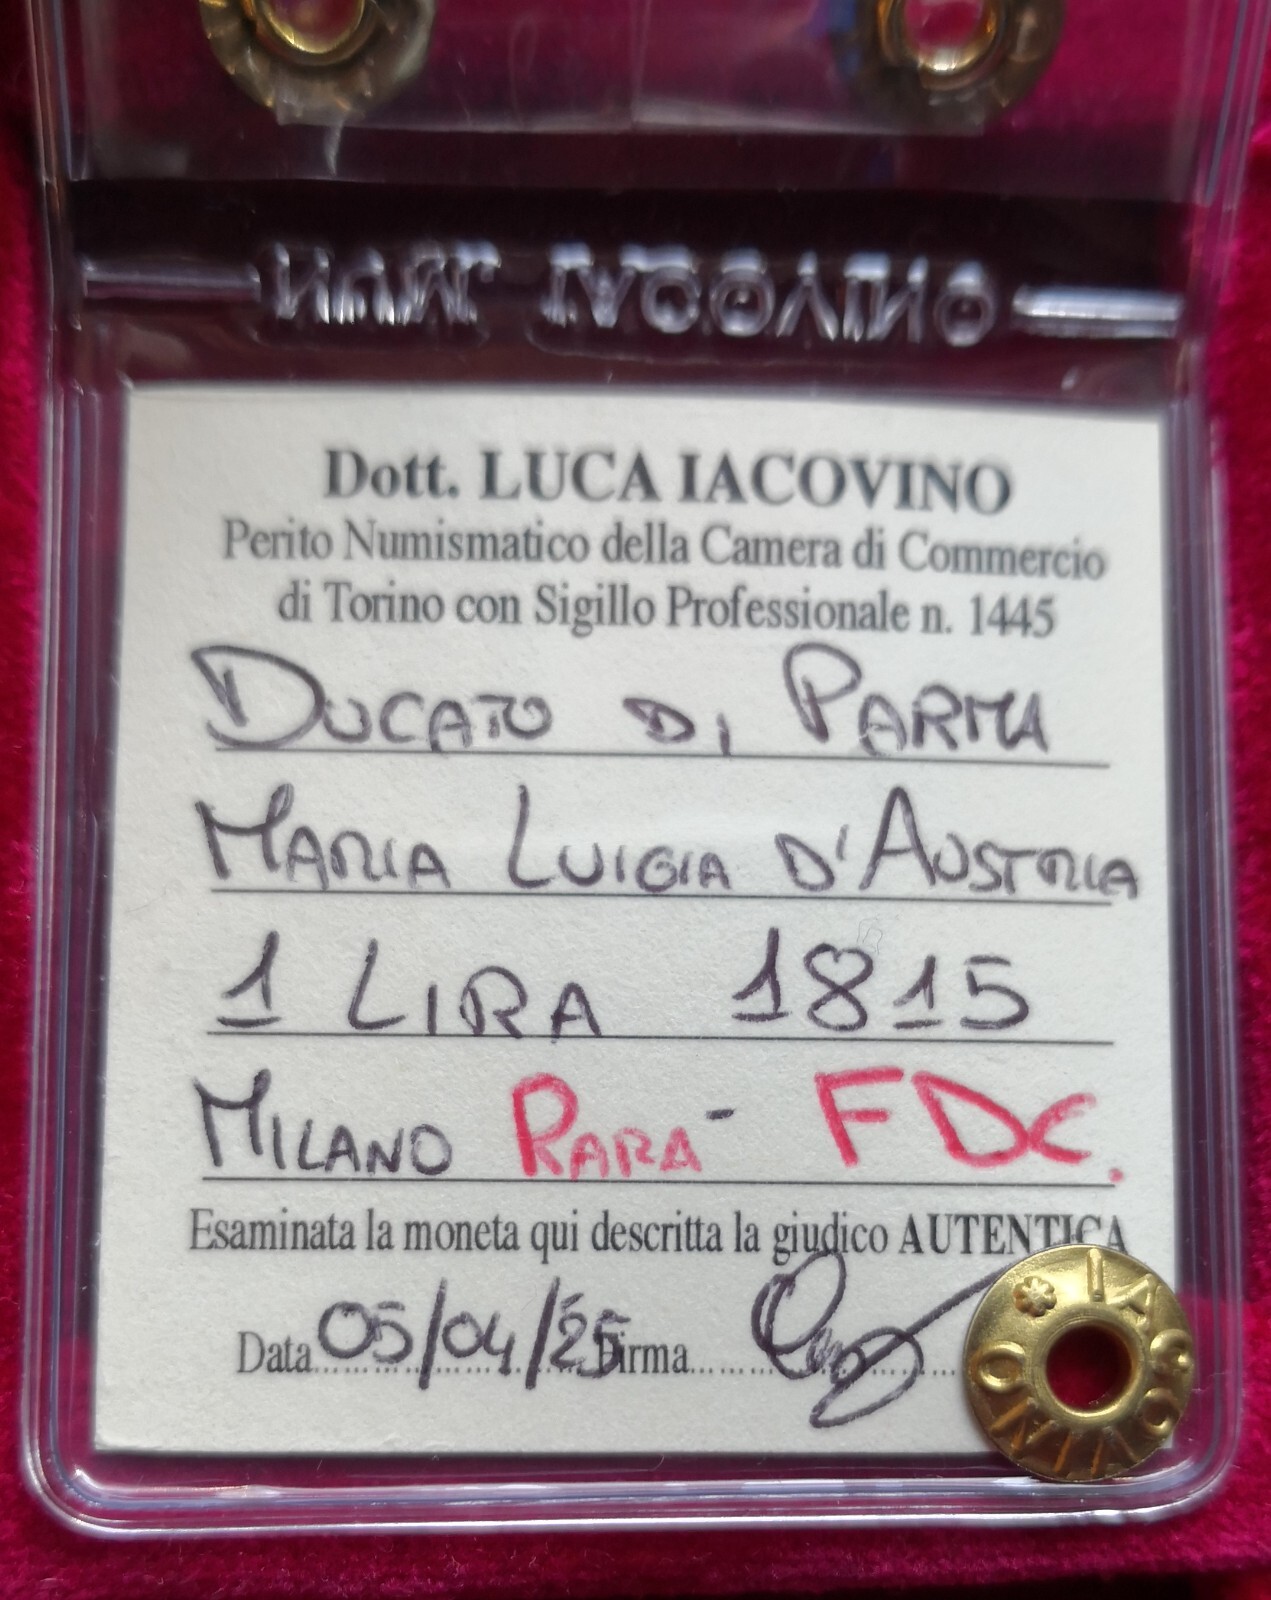 NUM. IACOVINO
Dott. LUCA IACOVINO
Perito Numismatico della Camera di Commercio
di Torino con Sigillo Professionale n. 1445
DUCATO DI PARMA
MARIA LUIGIA D'AUSTRIA
1 LIRA 1815
MILANO RARA - FDC.
Esaminata la moneta qui descritta la giudico AUTENTICA
Data 05/04/25 Firma
IACOVINO